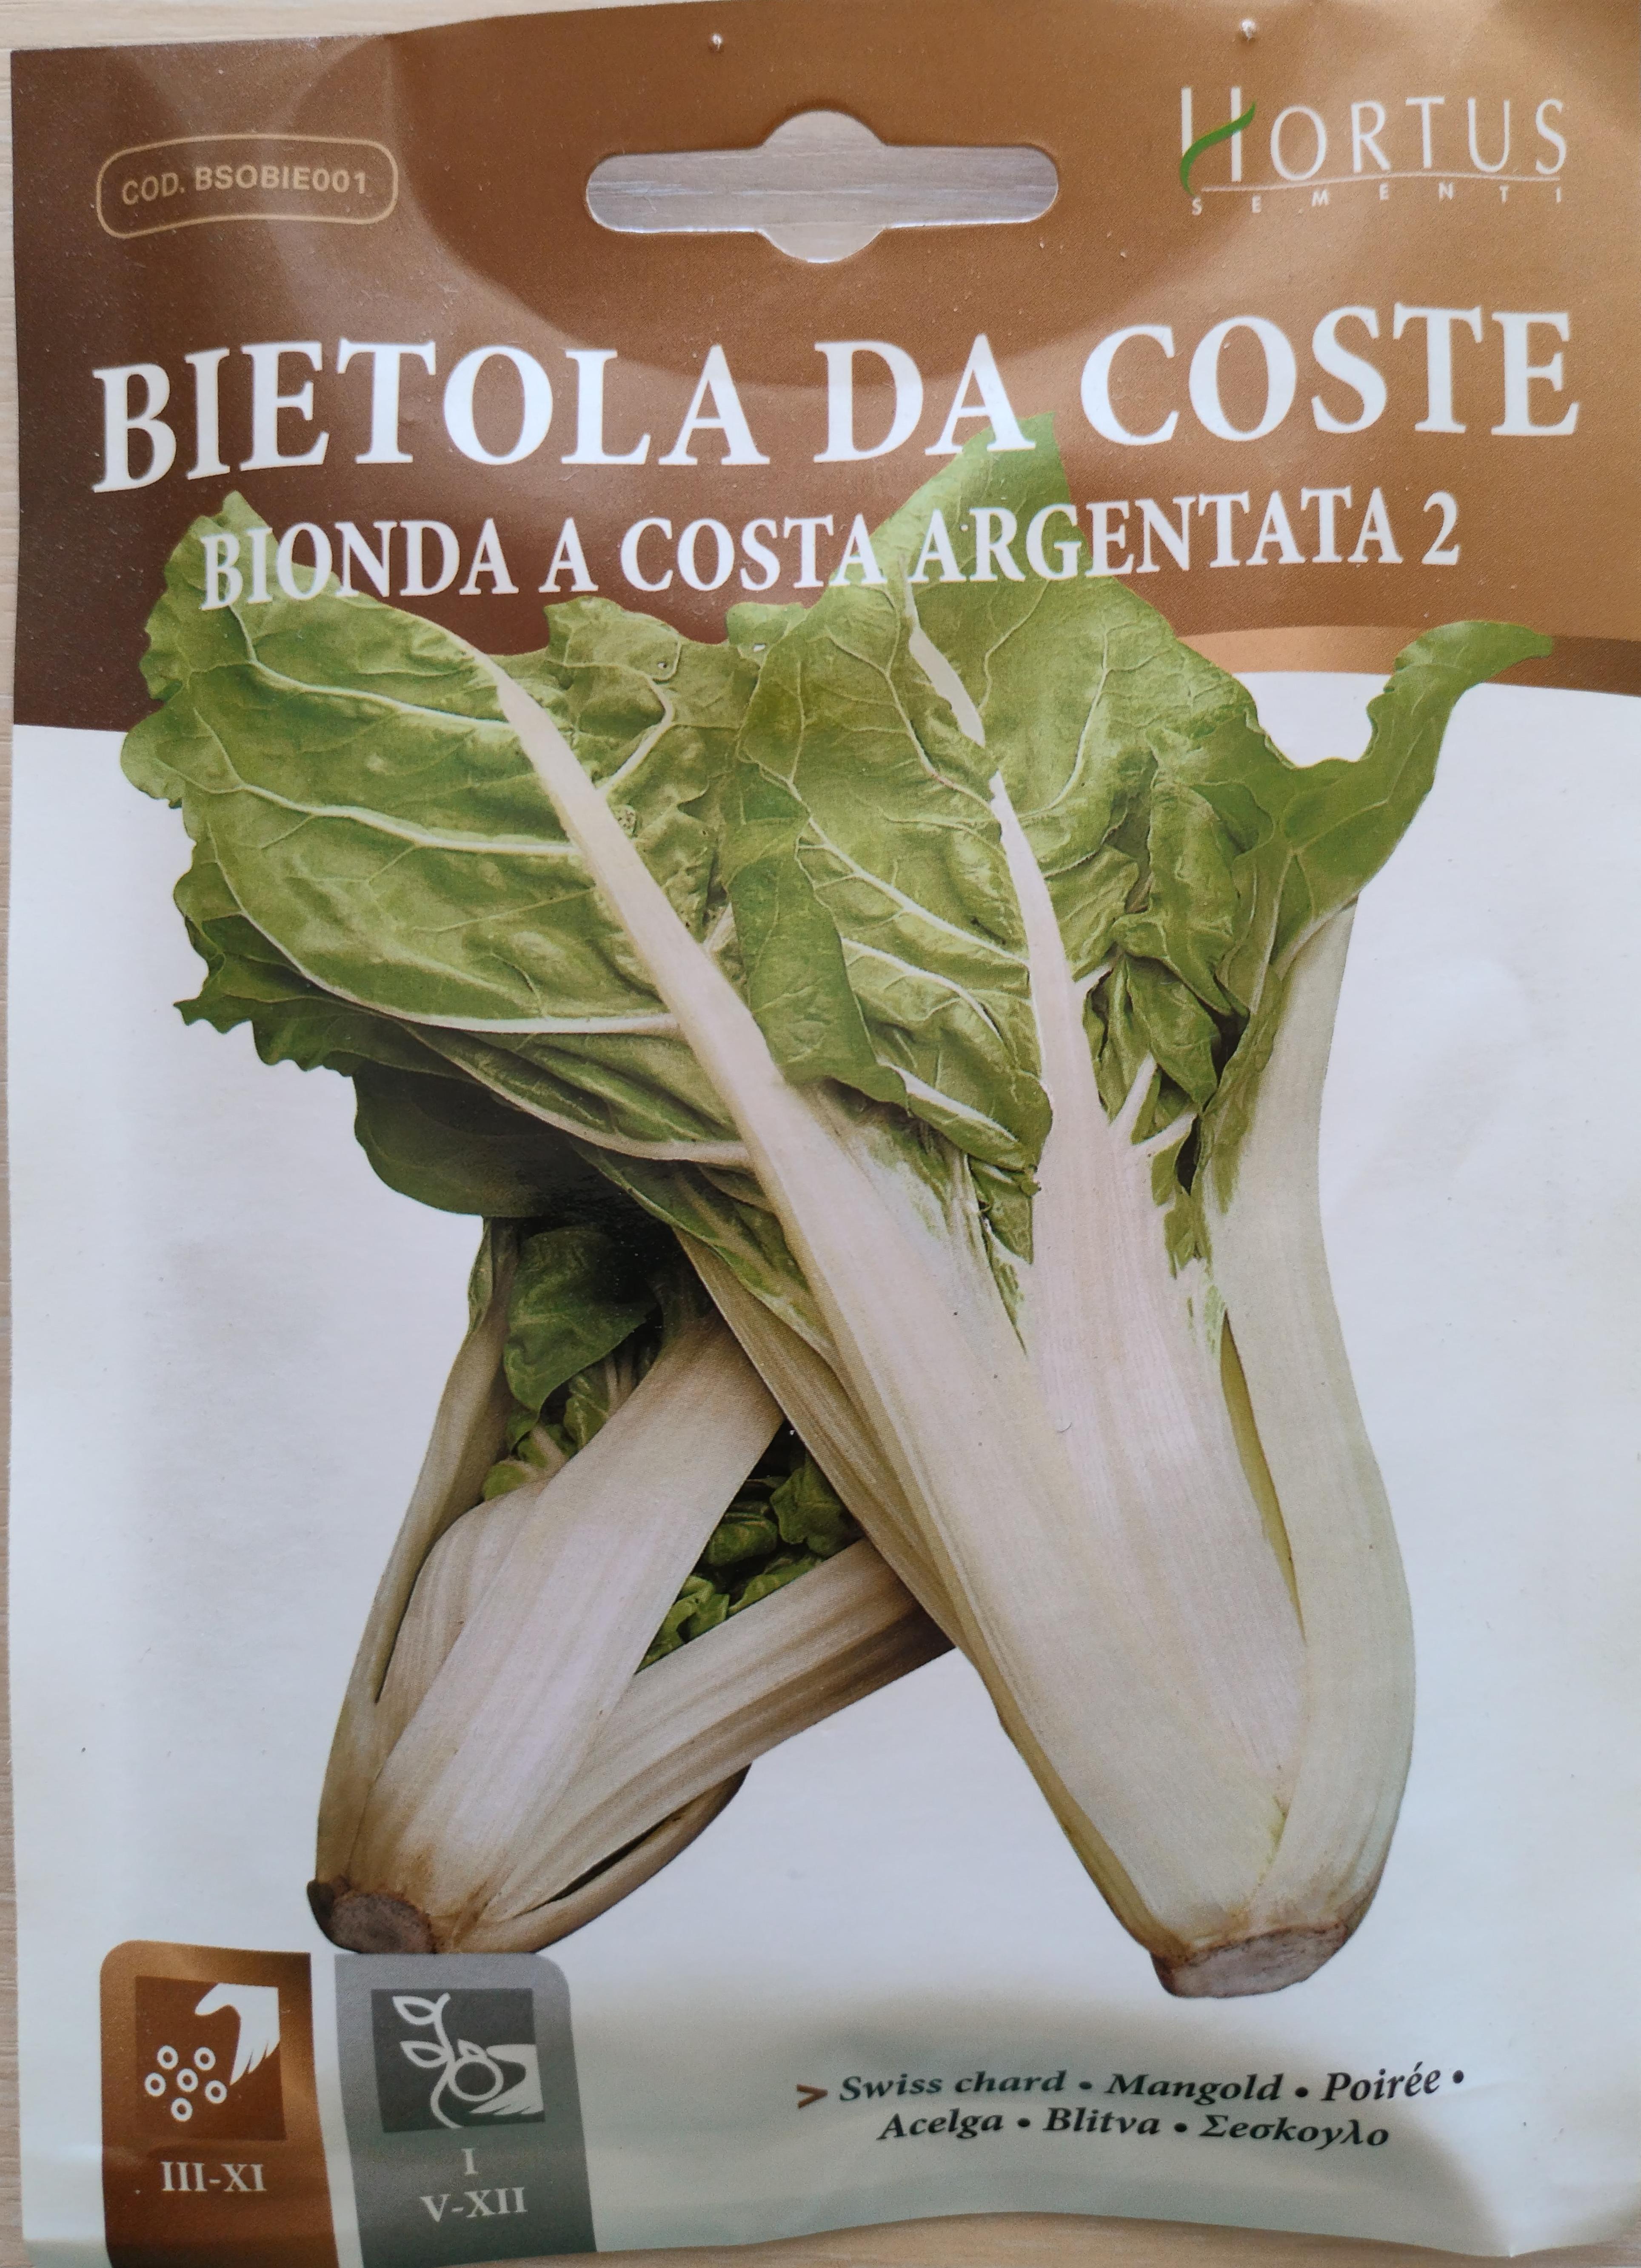 COD. BSOBIE001
HORTUS
SEMENTI
BIETOLA DA COSTE
BIONDA A COSTA ARGENTATA 2
III-XI
I
V-XII
> Swiss chard • Mangold • Poirée •
Acelga • Blitva • Σεσκουλο